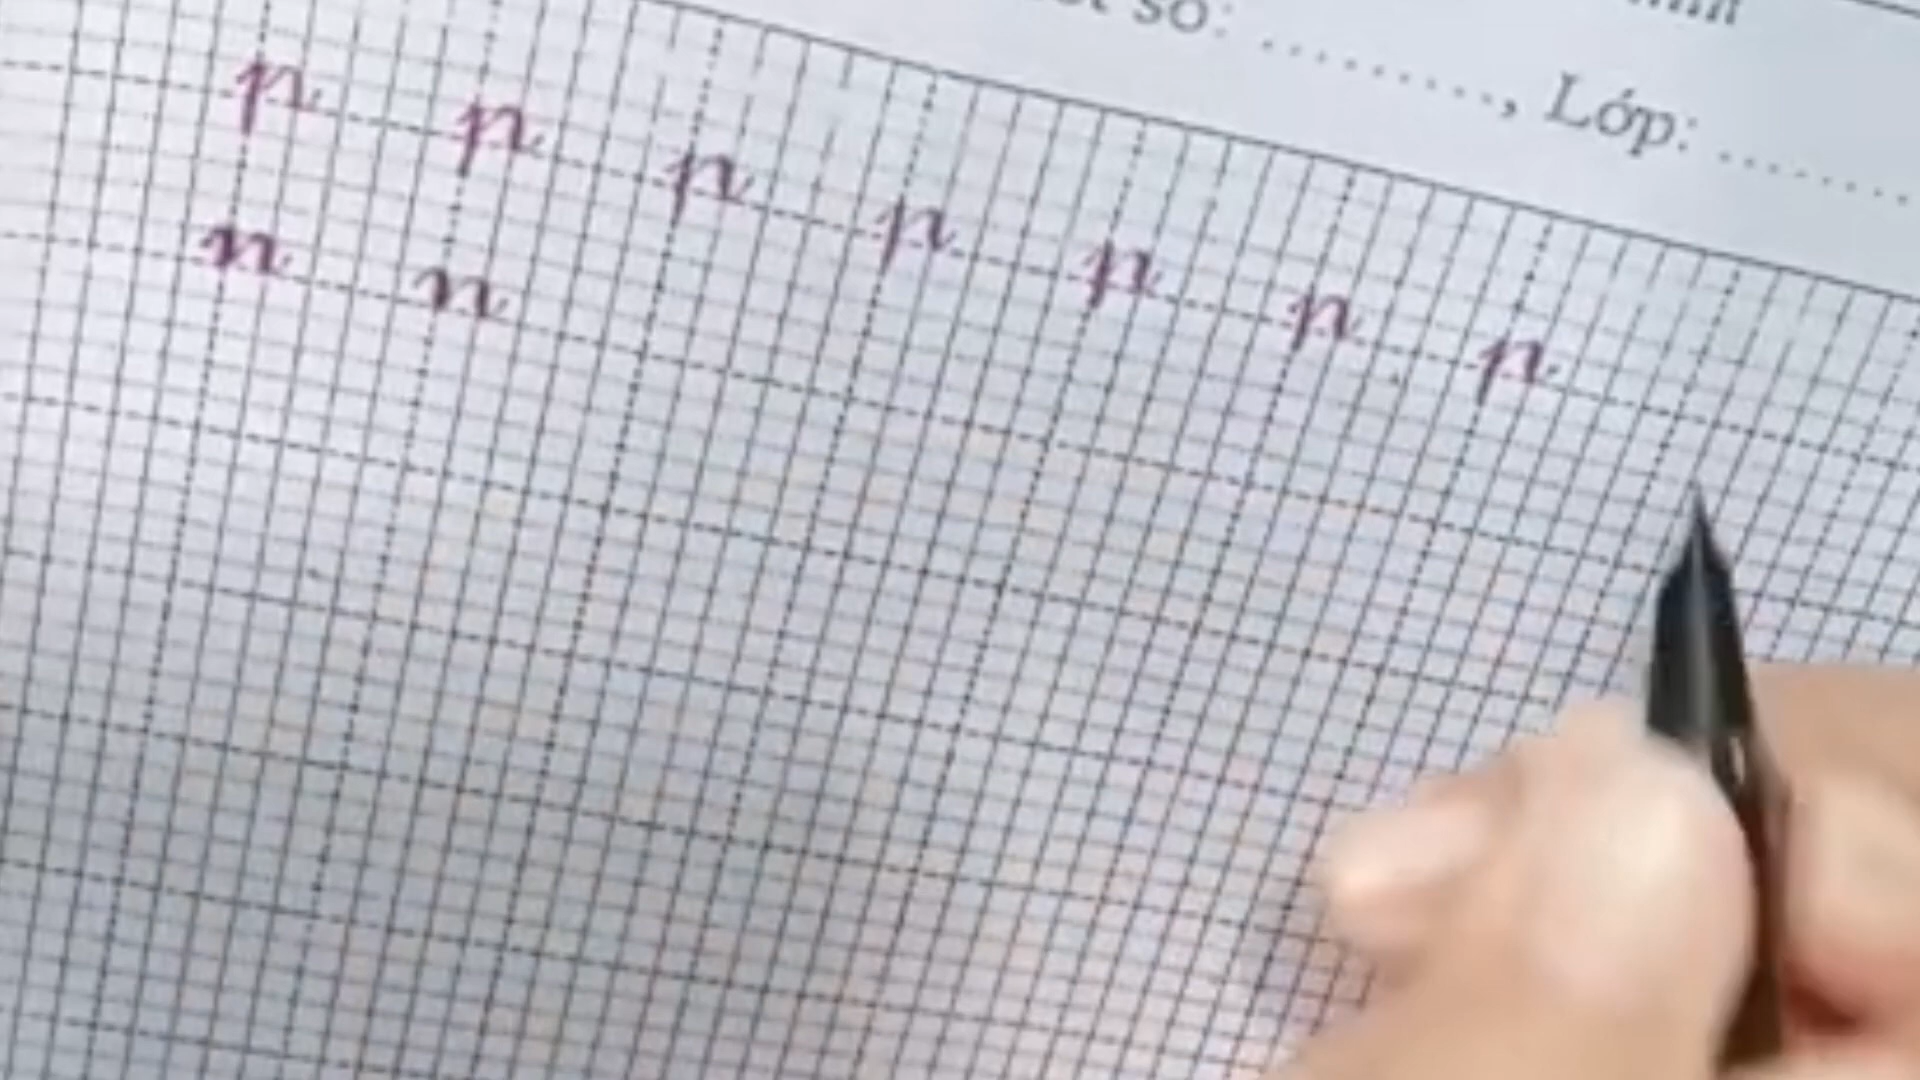 số: ........, Lớp: ........
p p p p p p p
n n